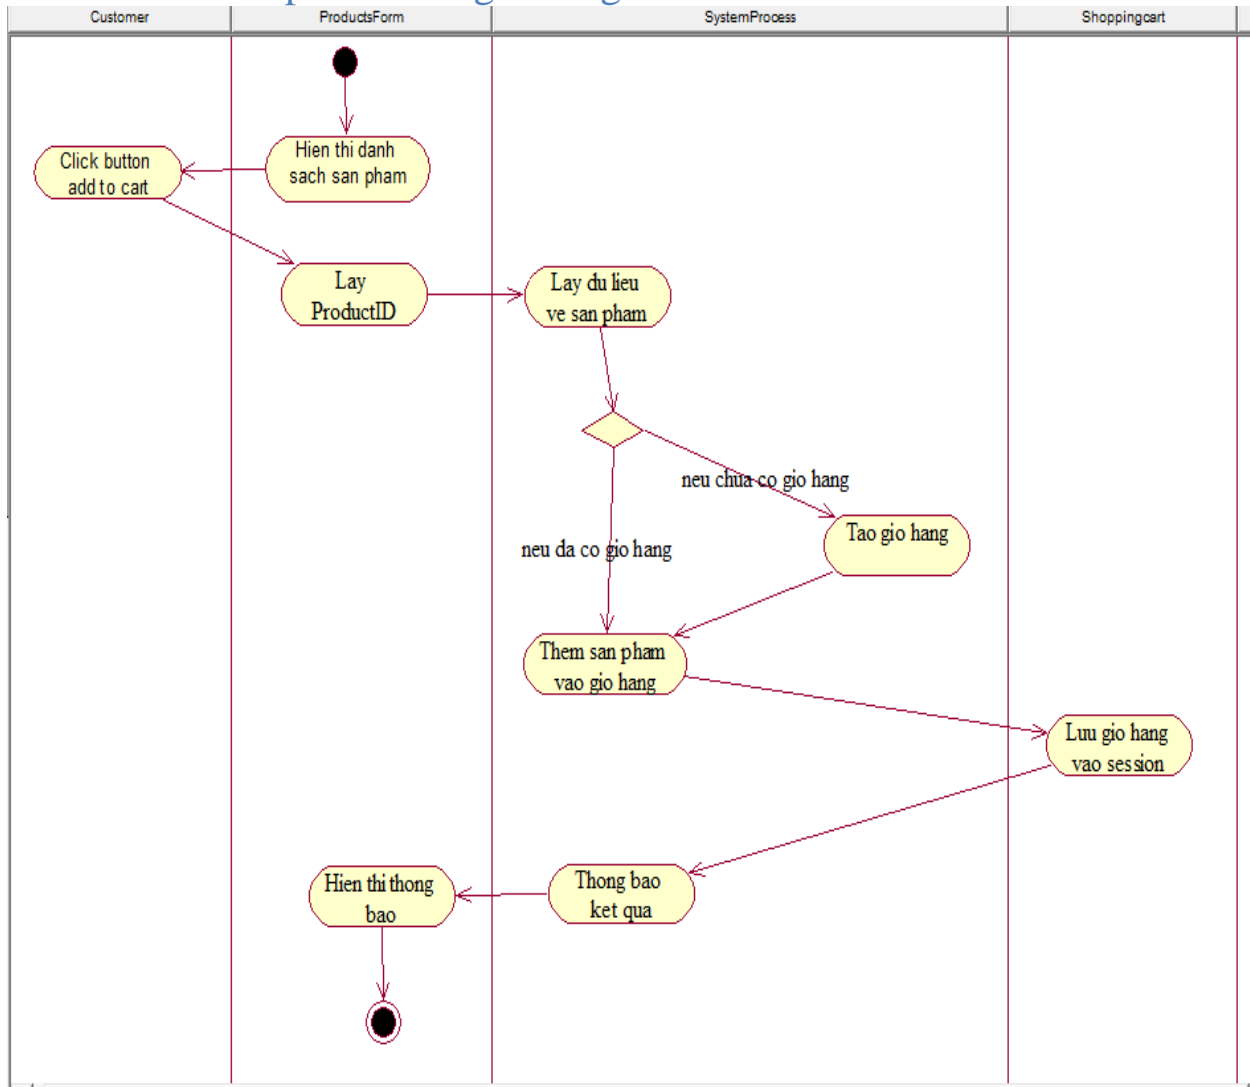 Customer
ProductsForm
SystemProcess
Shoppingcart
Hien thi danh
sach san pham
Click button
add to cart
Lay
ProductID
Lay du lieu
ve san pham
neu chua co gio hang
Tao gio hang
neu da co gio hang
Them san pham
vao gio hang
Luu gio hang
vao session
Thong bao
ket qua
Hien thi thong
bao